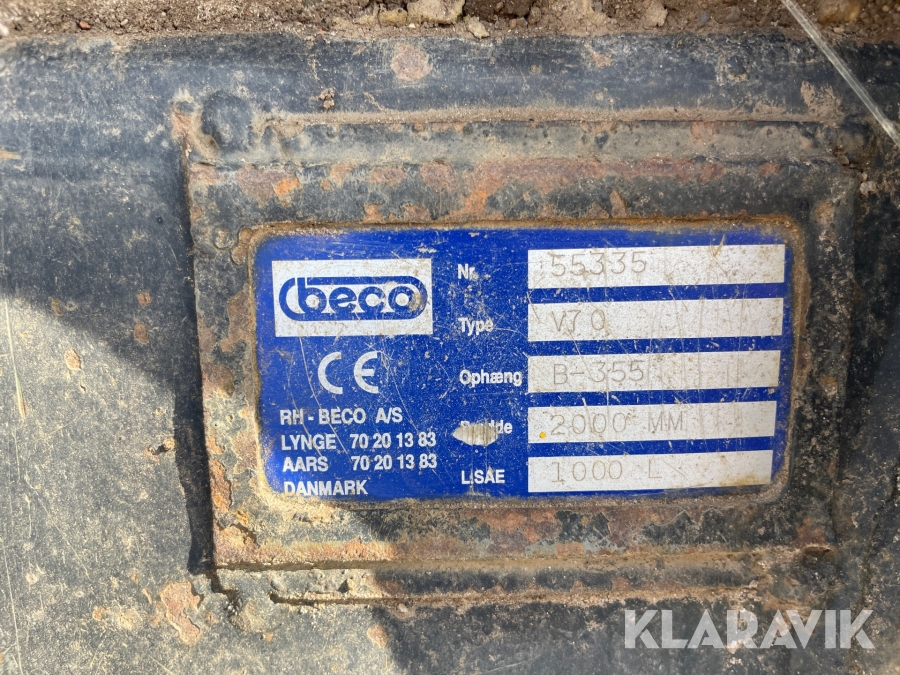 beco
CE
RH - BECO A/S
LYNGE 70 20 13 83
AARS 70 20 13 83
DANMARK
Nr. 55335
Type V70
Ophæng B-355
2000 MM
L.SAE 1000 L
KLARAVIK